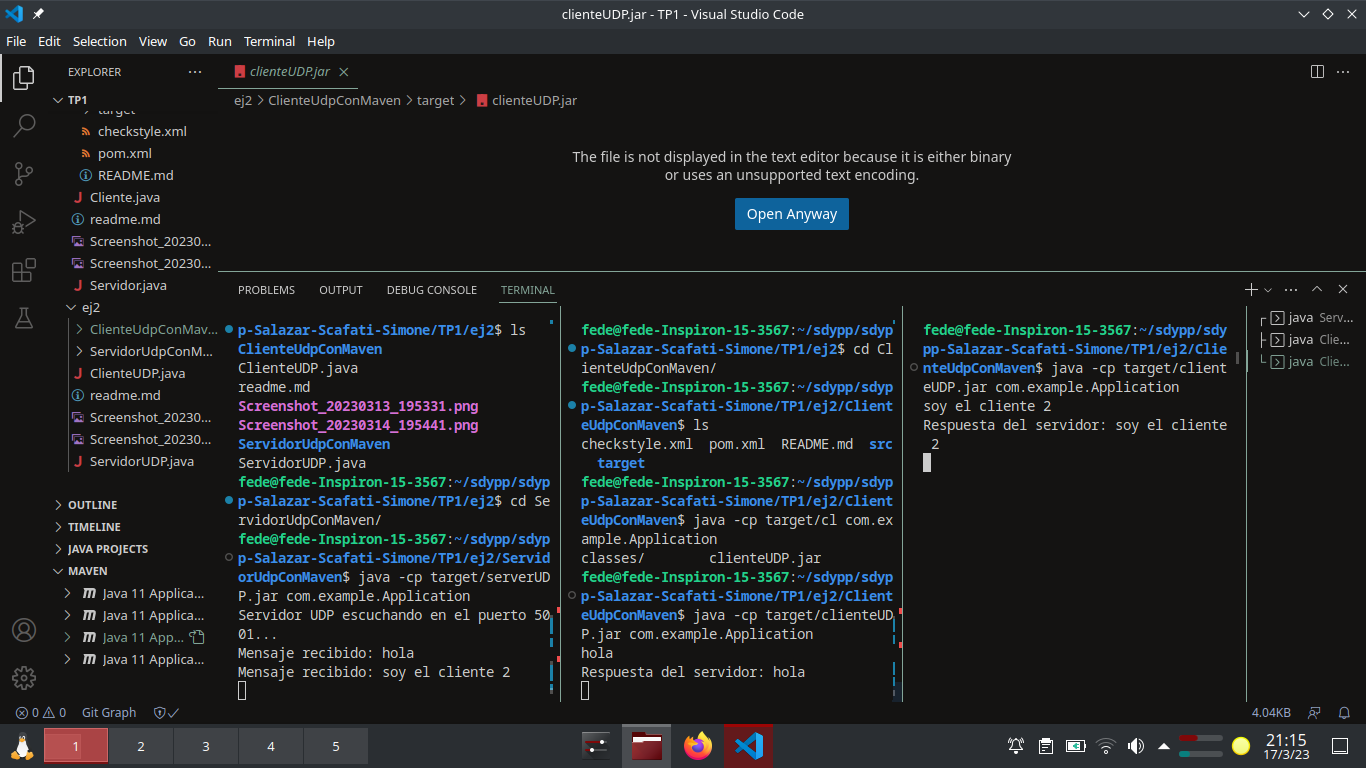 clienteUDP.jar - TP1 - Visual Studio Code
File Edit Selection View Go Run Terminal Help
EXPLORER
TP1
target
checkstyle.xml
pom.xml
README.md
Cliente.java
readme.md
Screenshot_20230...
Screenshot_20230...
Servidor.java
ej2
ClienteUdpConMav...
ServidorUdpConM...
ClienteUDP.java
readme.md
Screenshot_20230...
Screenshot_20230...
ServidorUDP.java
OUTLINE
TIMELINE
JAVA PROJECTS
MAVEN
Java 11 Applica...
Java 11 Applica...
Java 11 App...
Java 11 Applica...
clienteUDP.jar
ej2 > ClienteUdpConMaven > target > clienteUDP.jar
The file is not displayed in the text editor because it is either binary
or uses an unsupported text encoding.
Open Anyway
PROBLEMS OUTPUT DEBUG CONSOLE TERMINAL
p-Salazar-Scafati-Simone/TP1/ej2$ ls
ClienteUdpConMaven
ClienteUDP.java
readme.md
Screenshot_20230313_195331.png
Screenshot_20230314_195441.png
ServidorUdpConMaven
ServidorUDP.java
fede@fede-Inspiron-15-3567:~/sdypp/sdyp
p-Salazar-Scafati-Simone/TP1/ej2$ cd Se
rvidorUdpConMaven/
fede@fede-Inspiron-15-3567:~/sdypp/sdyp
p-Salazar-Scafati-Simone/TP1/ej2/Servid
orUdpConMaven$ java -cp target/serverUD
P.jar com.example.Application
Servidor UDP escuchando en el puerto 50
01...
Mensaje recibido: hola
Mensaje recibido: soy el cliente 2
fede@fede-Inspiron-15-3567:~/sdypp/sdyp
p-Salazar-Scafati-Simone/TP1/ej2$ cd Cl
ienteUdpConMaven/
fede@fede-Inspiron-15-3567:~/sdypp/sdyp
p-Salazar-Scafati-Simone/TP1/ej2/Client
eUdpConMaven$ ls
checkstyle.xml pom.xml README.md src
target
fede@fede-Inspiron-15-3567:~/sdypp/sdyp
p-Salazar-Scafati-Simone/TP1/ej2/Client
eUdpConMaven$ java -cp target/cl com.ex
ample.Application
classes/ clienteUDP.jar
fede@fede-Inspiron-15-3567:~/sdypp/sdyp
p-Salazar-Scafati-Simone/TP1/ej2/Client
eUdpConMaven$ java -cp target/clienteUD
P.jar com.example.Application
hola
Respuesta del servidor: hola
fede@fede-Inspiron-15-3567:~/sdypp/sdy
pp-Salazar-Scafati-Simone/TP1/ej2/Clie
nteUdpConMaven$ java -cp target/client
eUDP.jar com.example.Application
soy el cliente 2
Respuesta del servidor: soy el cliente
2
java Serv...
java Clie...
java Clie...
0 0 Git Graph
4.04KB
1 2 3 4 5
21:15
17/3/23